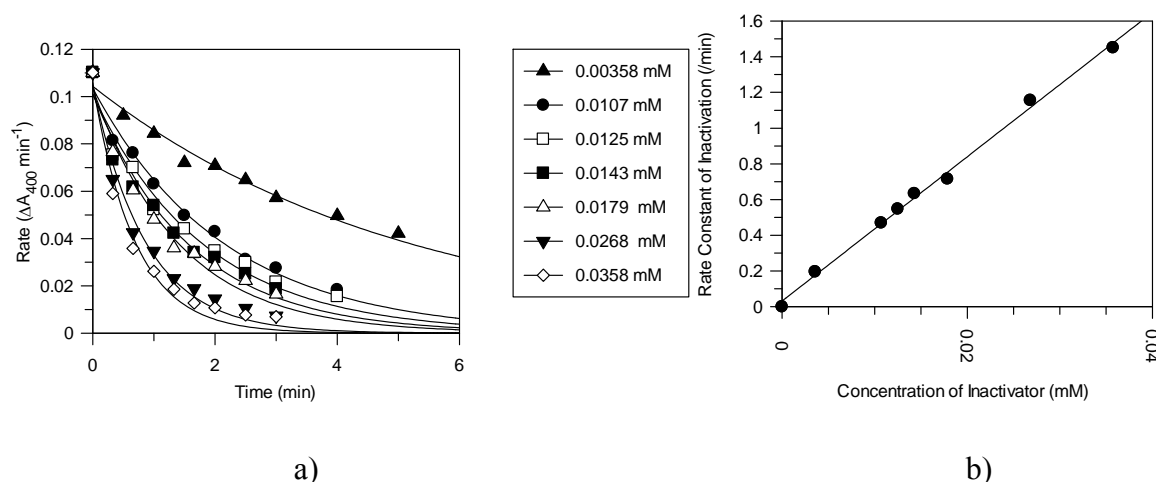 0.12
0.1
0.08
0.06
0.04
0.02
0
Rate (ΔA₄₀₀ min⁻¹)
0 2 4 6
Time (min)
0.00358 mM
0.0107 mM
0.0125 mM
0.0143 mM
0.0179 mM
0.0268 mM
0.0358 mM
1.6
1.4
1.2
1
0.8
0.6
0.4
0.2
0
Rate Constant of Inactivation (/min)
0 0.02 0.04
Concentration of Inactivator (mM)
a) b)